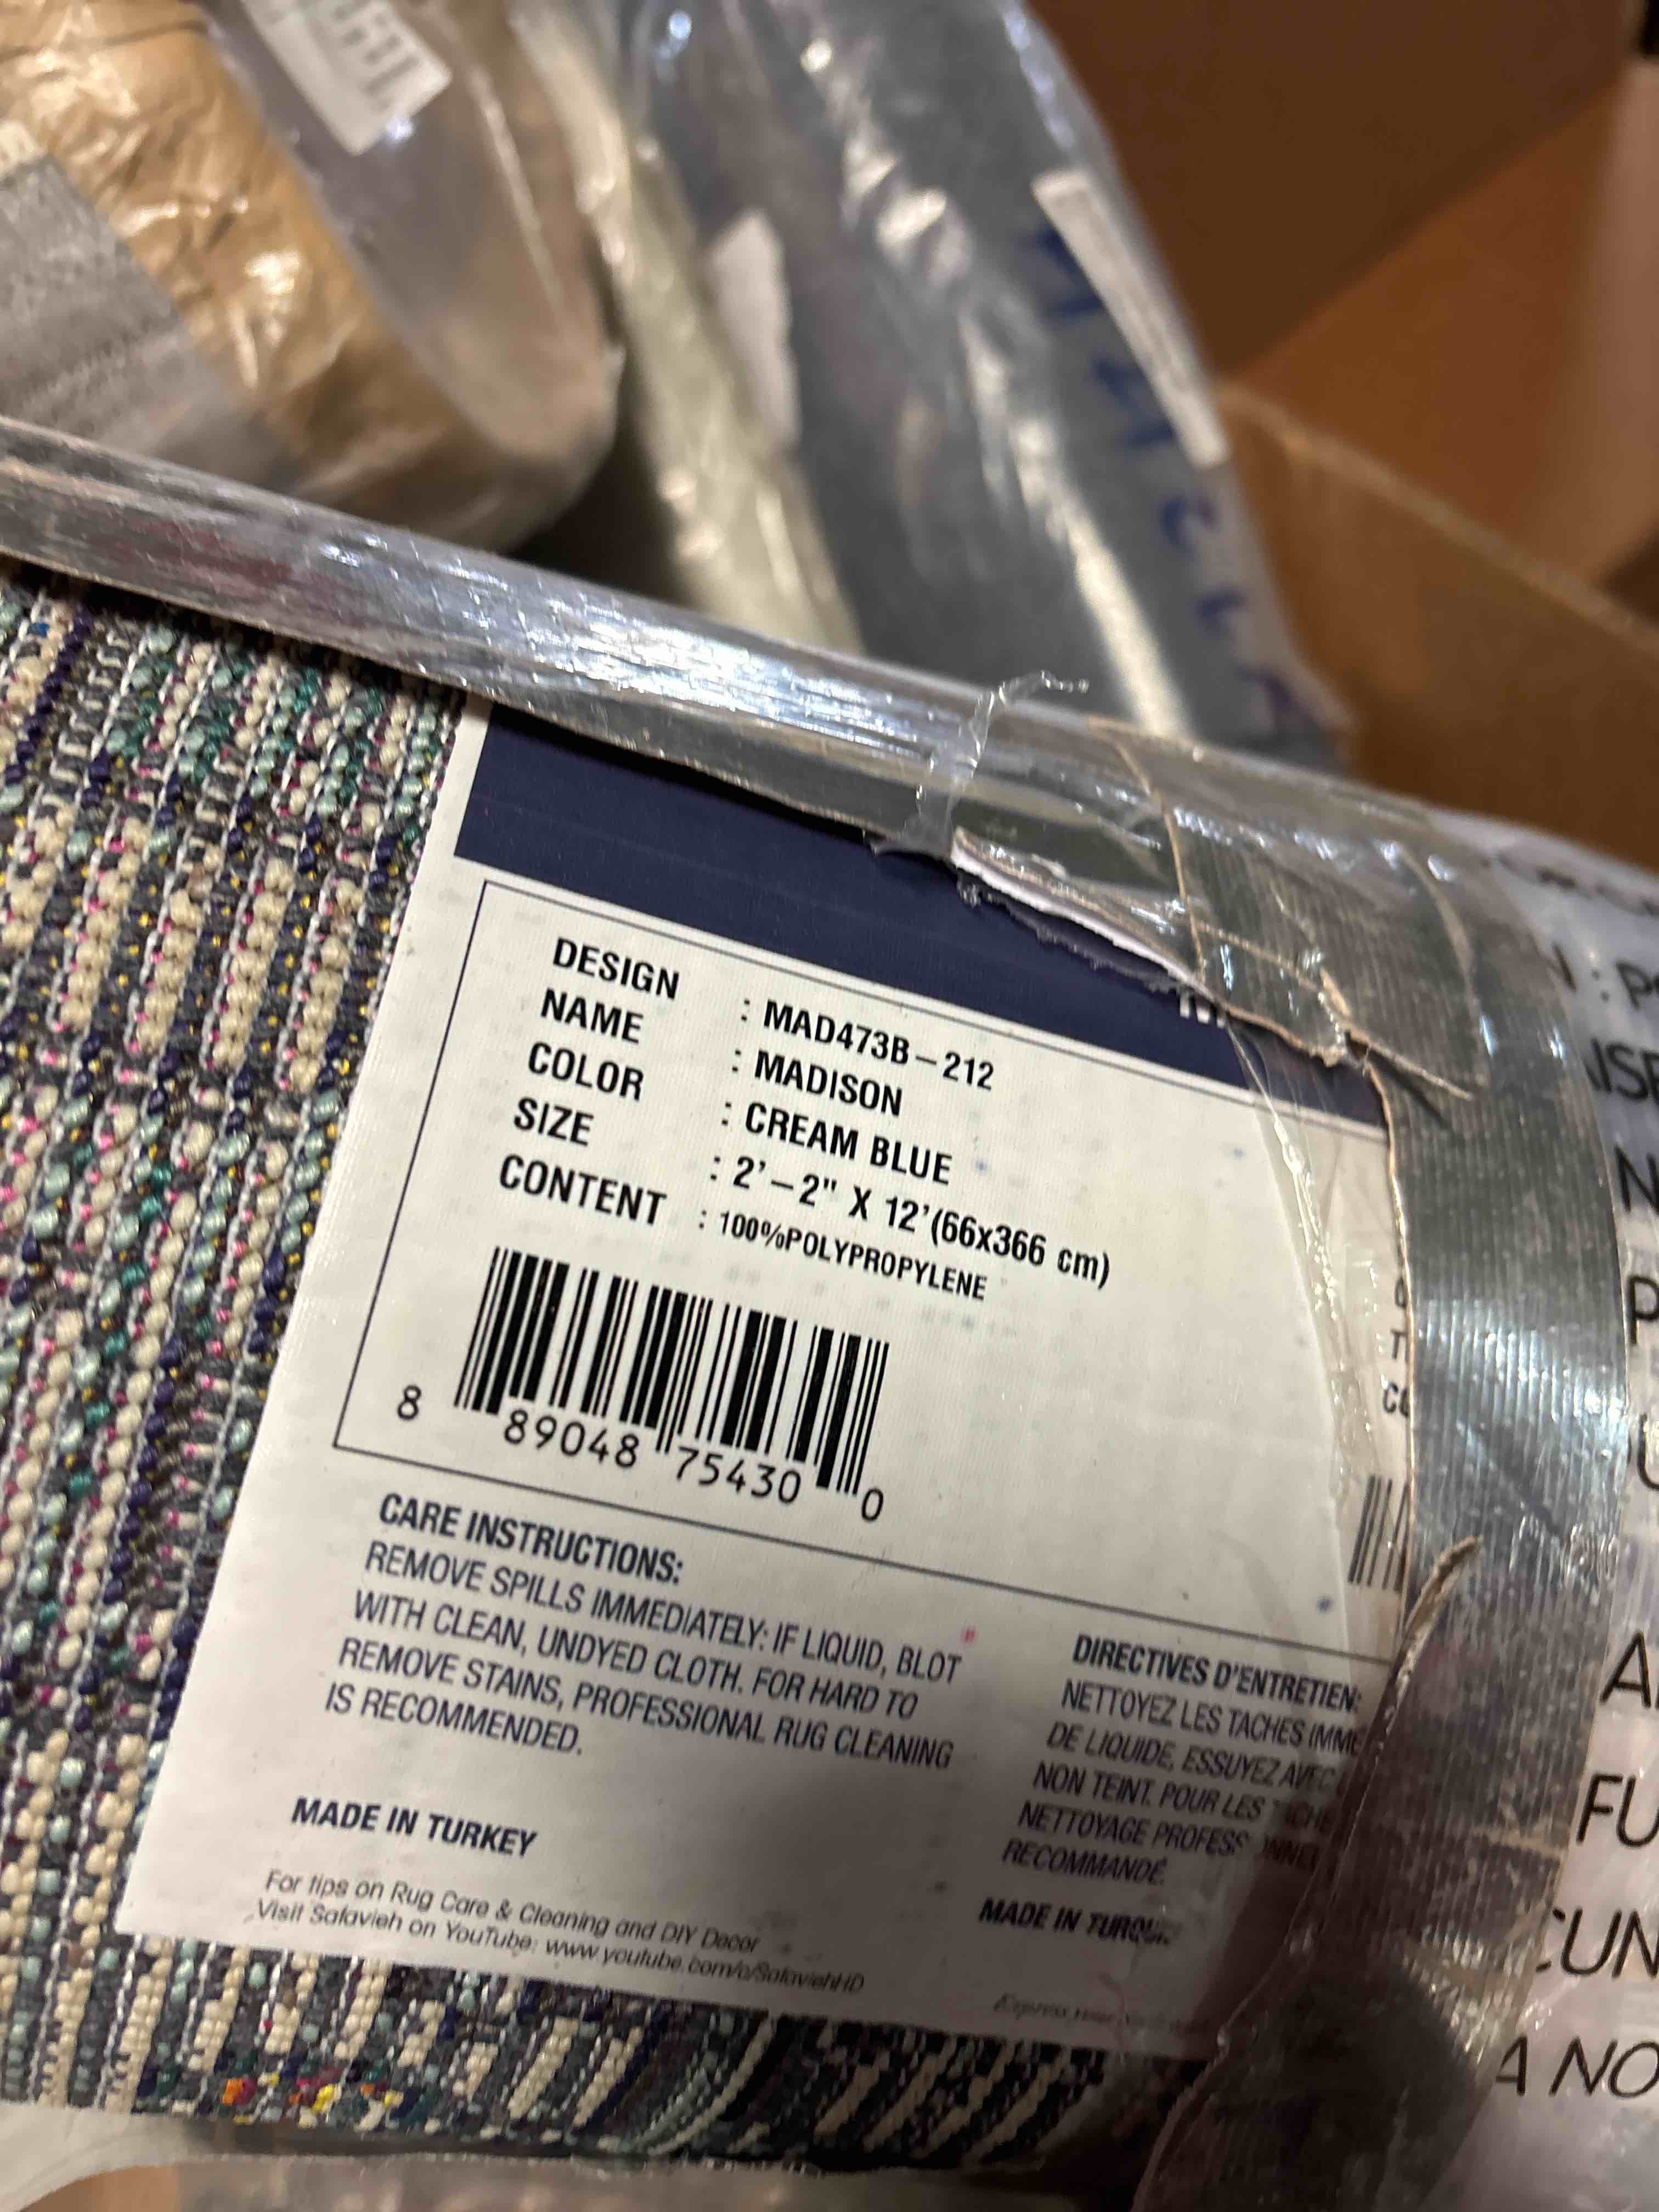 DESIGN : MAD473B-212
NAME : MADISON
COLOR : CREAM BLUE
SIZE : 2'-2" X 12'(66x366 cm)
CONTENT : 100%POLYPROPYLENE
8 89048 75430 0
CARE INSTRUCTIONS:
REMOVE SPILLS IMMEDIATELY: IF LIQUID, BLOT
WITH CLEAN, UNDYED CLOTH. FOR HARD TO
REMOVE STAINS, PROFESSIONAL RUG CLEANING
IS RECOMMENDED.
MADE IN TURKEY
For tips on Rug Care & Cleaning and DIY Decor
Visit Safavieh on YouTube: www.youtube.com/c/SafaviehHD
DIRECTIVES D'ENTRETIEN:
NETTOYEZ LES TACHES
DE LIQUIDE, ESSUYEZ AVEC
NON TEINT. POUR LES
NETTOYAGE
RECOMMANDÉ.
MADE IN
A NO